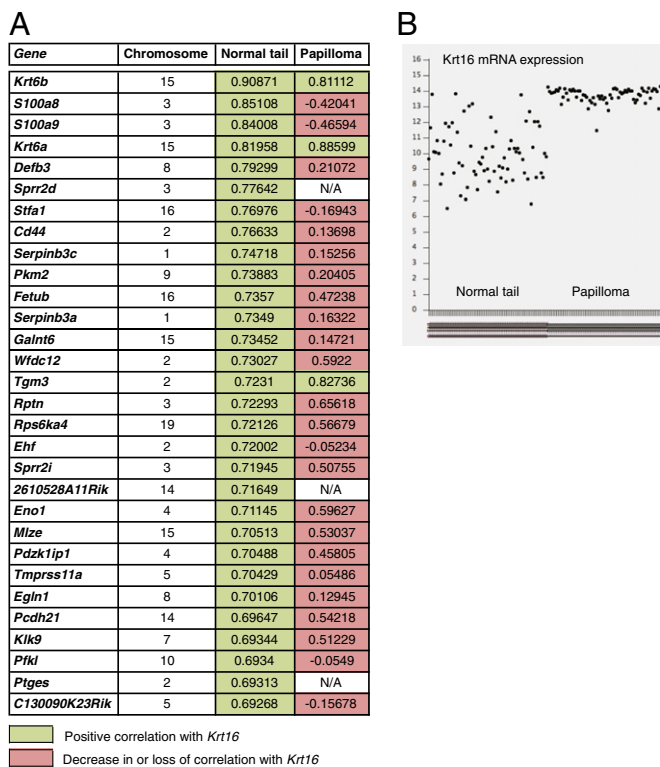 A
Gene Chromosome Normal tail Papilloma
Krt6b 15 0.90871 0.81112
S100a8 3 0.85108 -0.42041
S100a9 3 0.84008 -0.46594
Krt6a 15 0.81958 0.88599
Defb3 8 0.79299 0.21072
Sprr2d 3 0.77642 N/A
Stfa1 16 0.76976 -0.16943
Cd44 2 0.76633 0.13698
Serpinb3c 1 0.74718 0.15256
Pkm2 9 0.73883 0.20405
Fetub 16 0.7357 0.47238
Serpinb3a 1 0.7349 0.16322
Galnt6 15 0.73452 0.14721
Wfdc12 2 0.73027 0.5922
Tgm3 2 0.7231 0.82736
Rptn 3 0.72293 0.65618
Rps6ka4 19 0.72126 0.56679
Ehf 2 0.72002 -0.05234
Sprr2i 3 0.71945 0.50755
2610528A11Rik 14 0.71649 N/A
Eno1 4 0.71145 0.59627
Mlze 15 0.70513 0.53037
Pdzk1ip1 4 0.70488 0.45805
Tmprss11a 5 0.70429 0.05486
Egln1 8 0.70106 0.12945
Pcdh21 14 0.69647 0.54218
Klk9 7 0.69344 0.51229
Pfkl 10 0.6934 -0.0549
Ptges 2 0.69313 N/A
C130090K23Rik 5 0.69268 -0.15678
Positive correlation with Krt16
Decrease in or loss of correlation with Krt16
B
Krt16 mRNA expression
16
15
14
13
12
11
10
9
8
7
6
5
4
3
2
1
0
Normal tail Papilloma